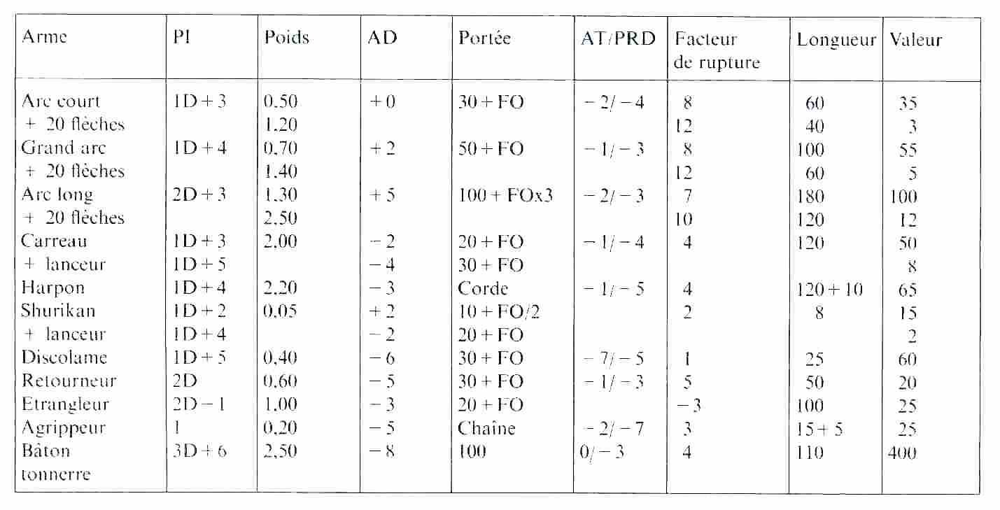 Arme PI Poids AD Portée AT/PRD Facteur de rupture Longueur Valeur
Arc court 1D+3 0,50 +0 30+FO -2/-4 8 60 35
+ 20 flèches 1,20 12 40 3
Grand arc 1D+4 0,70 +2 50+FO -1/-3 8 100 55
+ 20 flèches 1,40 12 60 5
Arc long 2D+3 1,30 +5 100+FOx3 -2/-3 7 180 100
+ 20 flèches 2,50 10 120 12
Carreau 1D+3 2,00 -2 20+FO -1/-4 4 120 50
+ lanceur 1D+5 -4 30+FO 8
Harpon 1D+4 2,20 -3 Corde -1/-5 4 120+10 65
Shurikan 1D+2 0,05 +2 10+FO/2 2 8 15
+ lanceur 1D+4 -2 20+FO 2
Discolame 1D+5 0,40 -6 30+FO -7/-5 1 25 60
Retourneur 2D 0,60 -5 30+FO -1/-3 5 50 20
Etrangleur 2D-1 1,00 -3 20+FO -3 100 25
Agrippeur 1 0,20 -5 Chaîne -2/-7 3 15+5 25
Bâton 3D+6 2,50 -8 100 0/-3 4 110 400
tonnerre